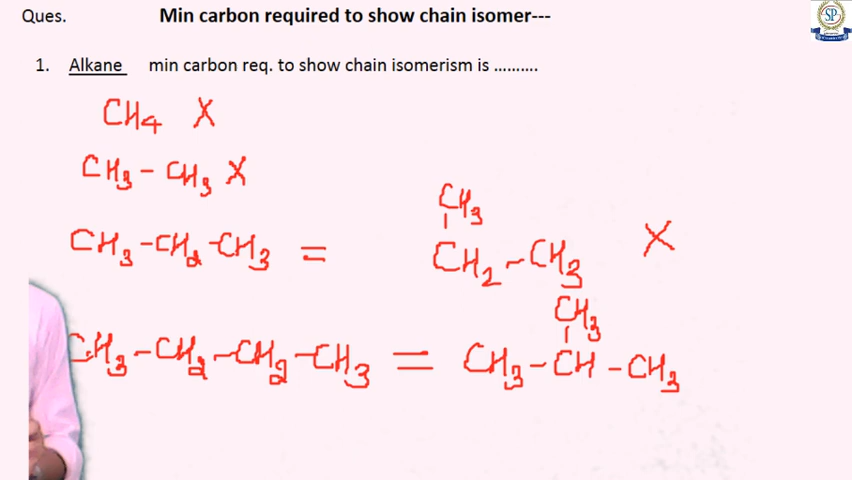 Ques. Min carbon required to show chain isomer---
SP
1. Alkane min carbon req. to show chain isomerism is ..........
CH4 X
CH3 - CH3 X
CH3
|
CH3 - CH2 - CH3 = CH2 - CH3 X
CH3
|
CH3 - CH2 - CH2 - CH3 = CH3 - CH - CH3